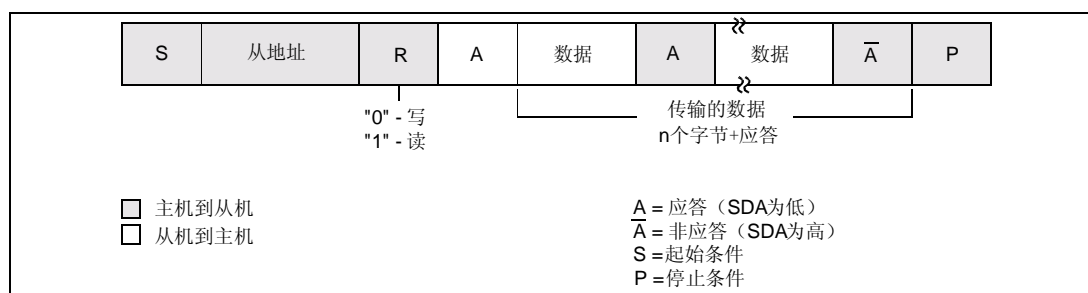 S 从地址 R A 数据 A 数据 A̅ P
"0" - 写
"1" - 读
传输的数据
n个字节+应答
主机到从机
从机到主机
A = 应答（SDA为低）
A̅ = 非应答（SDA为高）
S =起始条件
P =停止条件